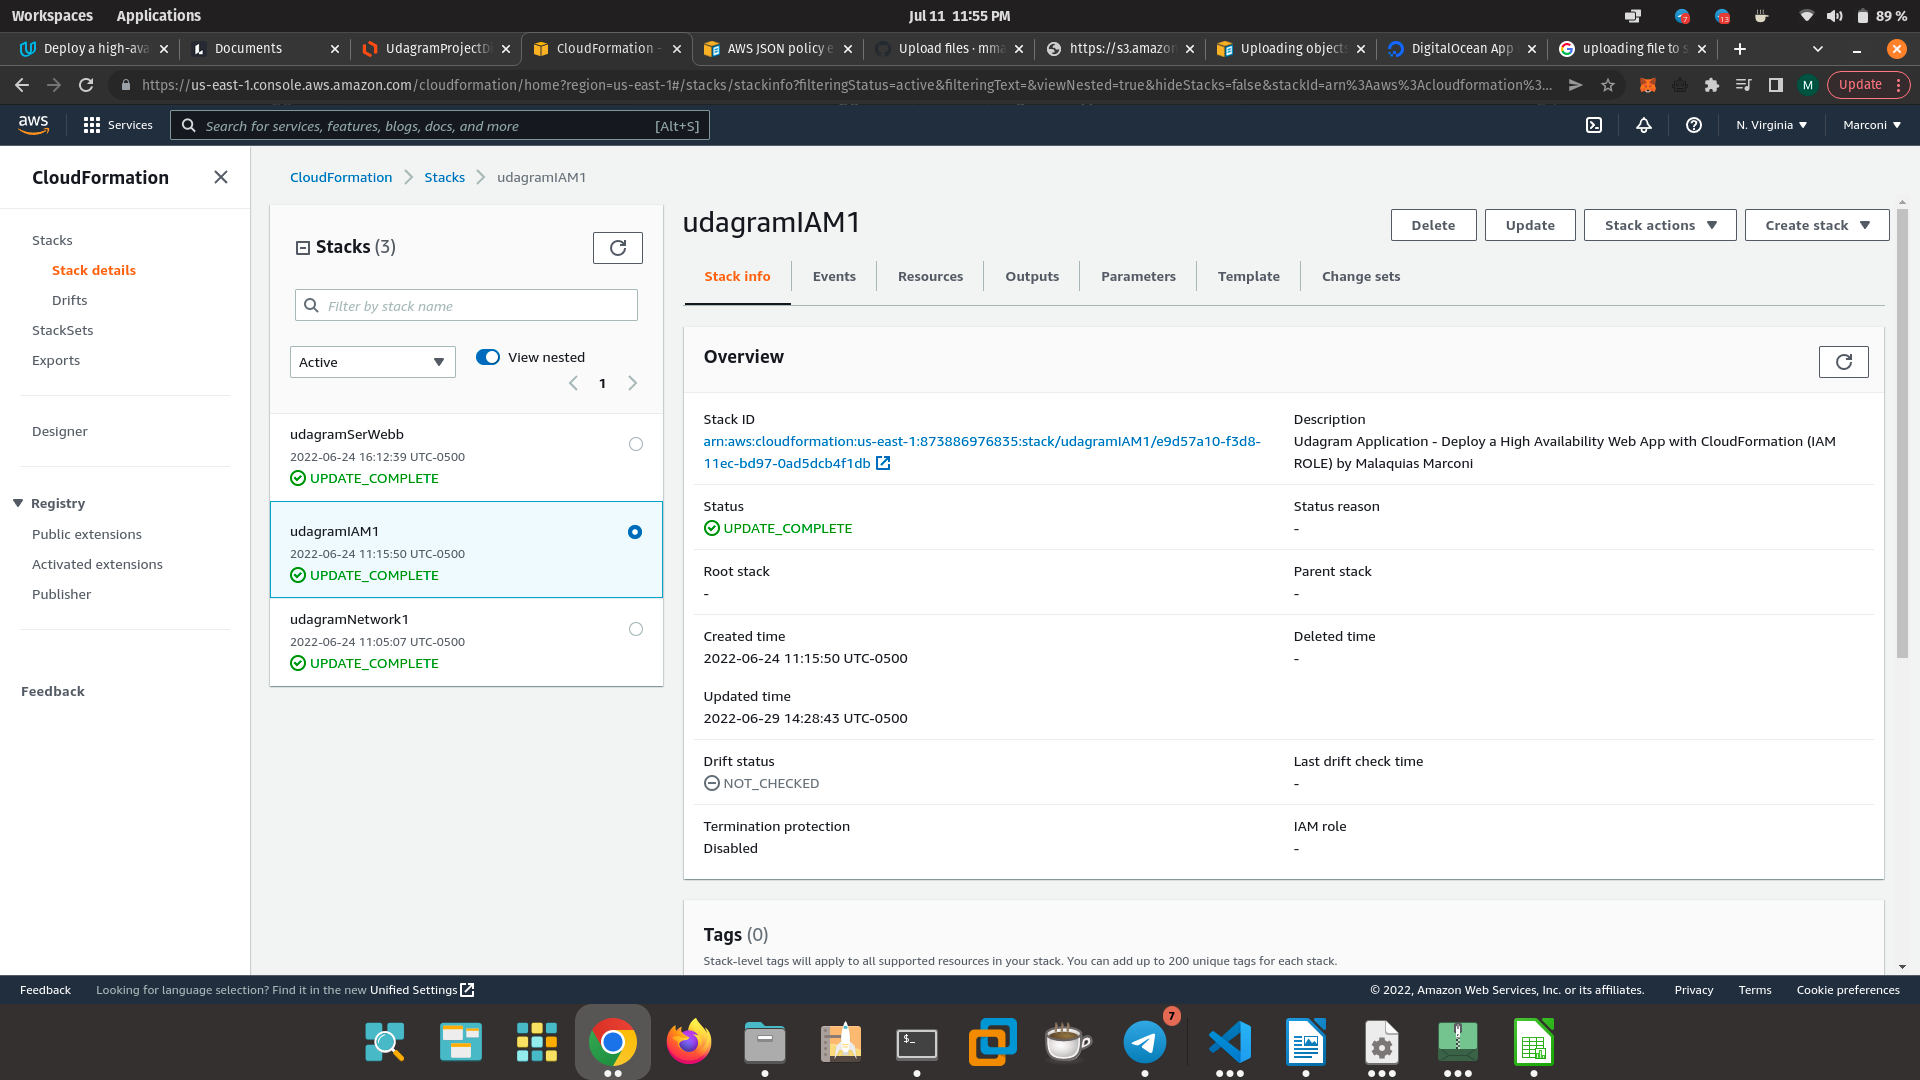 Workspaces Applications Jul 11 11:55 PM 7 13 89 %
Deploy a high-ava Documents UdagramProjectDi CloudFormation - AWS JSON policy e Upload files · mma https://s3.amazon Uploading objects DigitalOcean App uploading file to s
https://us-east-1.console.aws.amazon.com/cloudformation/home?region=us-east-1#/stacks/stackinfo?filteringStatus=active&filteringText=&viewNested=true&hideStacks=false&stackId=arn%3Aaws%3Acloudformation%3... M Update
aws Services Search for services, features, blogs, docs, and more [Alt+S] N. Virginia Marconi
CloudFormation
Stacks
Stack details
Drifts
StackSets
Exports
Designer
Registry
Public extensions
Activated extensions
Publisher
Feedback
CloudFormation Stacks udagramIAM1
Stacks (3)
Filter by stack name
Active View nested
1
udagramSerWebb
2022-06-24 16:12:39 UTC-0500
UPDATE_COMPLETE
udagramIAM1
2022-06-24 11:15:50 UTC-0500
UPDATE_COMPLETE
udagramNetwork1
2022-06-24 11:05:07 UTC-0500
UPDATE_COMPLETE
udagramIAM1 Delete Update Stack actions Create stack
Stack info Events Resources Outputs Parameters Template Change sets
Overview
Stack ID
arn:aws:cloudformation:us-east-1:873886976835:stack/udagramIAM1/e9d57a10-f3d8-
11ec-bd97-0ad5dcb4f1db
Description
Udagram Application - Deploy a High Availability Web App with CloudFormation (IAM
ROLE) by Malaquias Marconi
Status
UPDATE_COMPLETE
Status reason
-
Root stack
-
Parent stack
-
Created time
2022-06-24 11:15:50 UTC-0500
Deleted time
-
Updated time
2022-06-29 14:28:43 UTC-0500
Drift status
NOT_CHECKED
Last drift check time
-
Termination protection
Disabled
IAM role
-
Tags (0)
Stack-level tags will apply to all supported resources in your stack. You can add up to 200 unique tags for each stack.
Feedback Looking for language selection? Find it in the new Unified Settings © 2022, Amazon Web Services, Inc. or its affiliates. Privacy Terms Cookie preferences
$_ 7